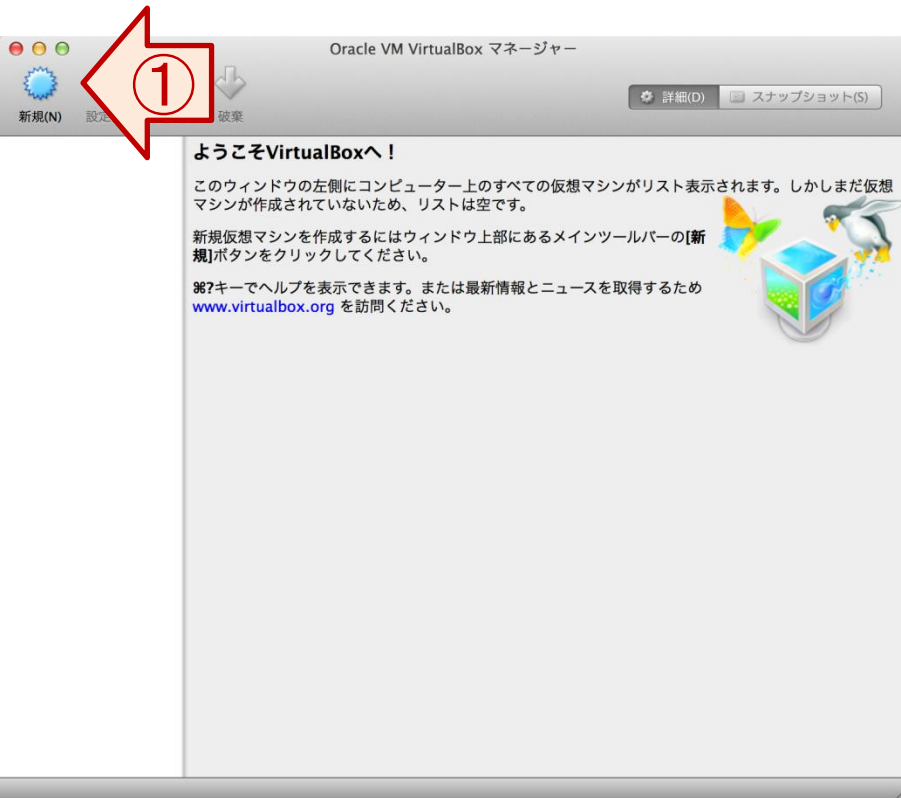 Oracle VM VirtualBox マネージャー
①
新規(N)
設定
破棄
詳細(D)
スナップショット(S)
ようこそVirtualBoxへ！
このウィンドウの左側にコンピューター上のすべての仮想マシンがリスト表示されます。しかしまだ仮想
マシンが作成されていないため、リストは空です。
新規仮想マシンを作成するにはウィンドウ上部にあるメインツールバーの[新
規]ボタンをクリックしてください。
⌘?キーでヘルプを表示できます。または最新情報とニュースを取得するため
www.virtualbox.org を訪問ください。